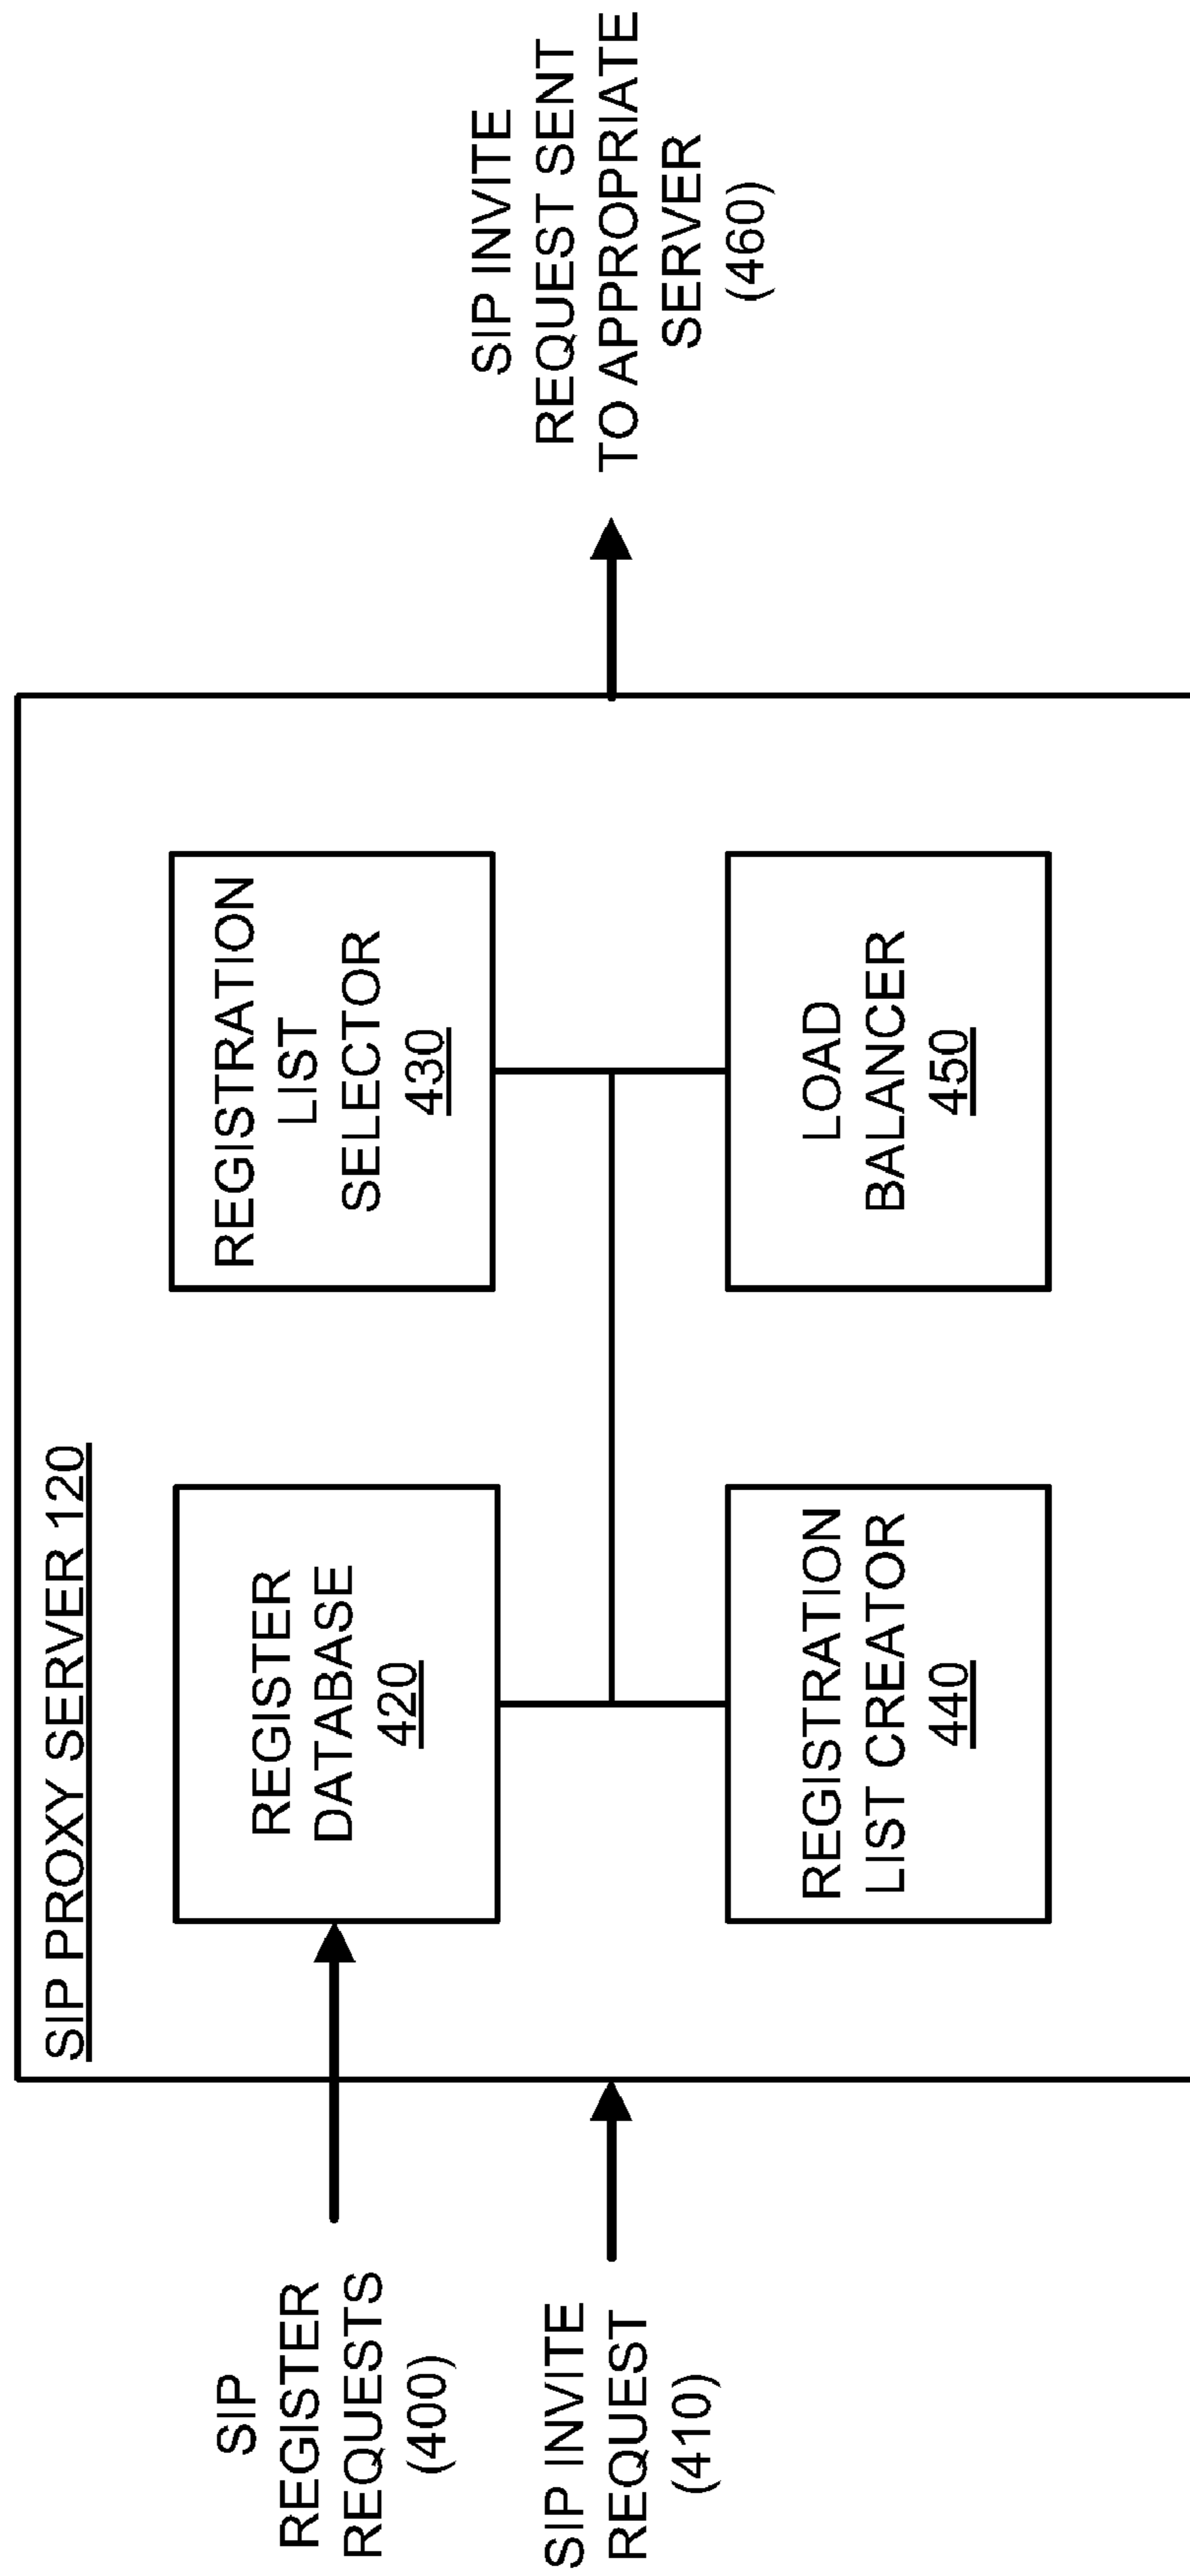 SIP PROXY SERVER 120
SIP
REGISTER
REQUESTS
(400)
SIP INVITE
REQUEST
(410)
REGISTER
DATABASE
420
REGISTRATION
LIST
SELECTOR
430
REGISTRATION
LIST CREATOR
440
LOAD
BALANCER
450
SIP INVITE
REQUEST SENT
TO APPROPRIATE
SERVER
(460)